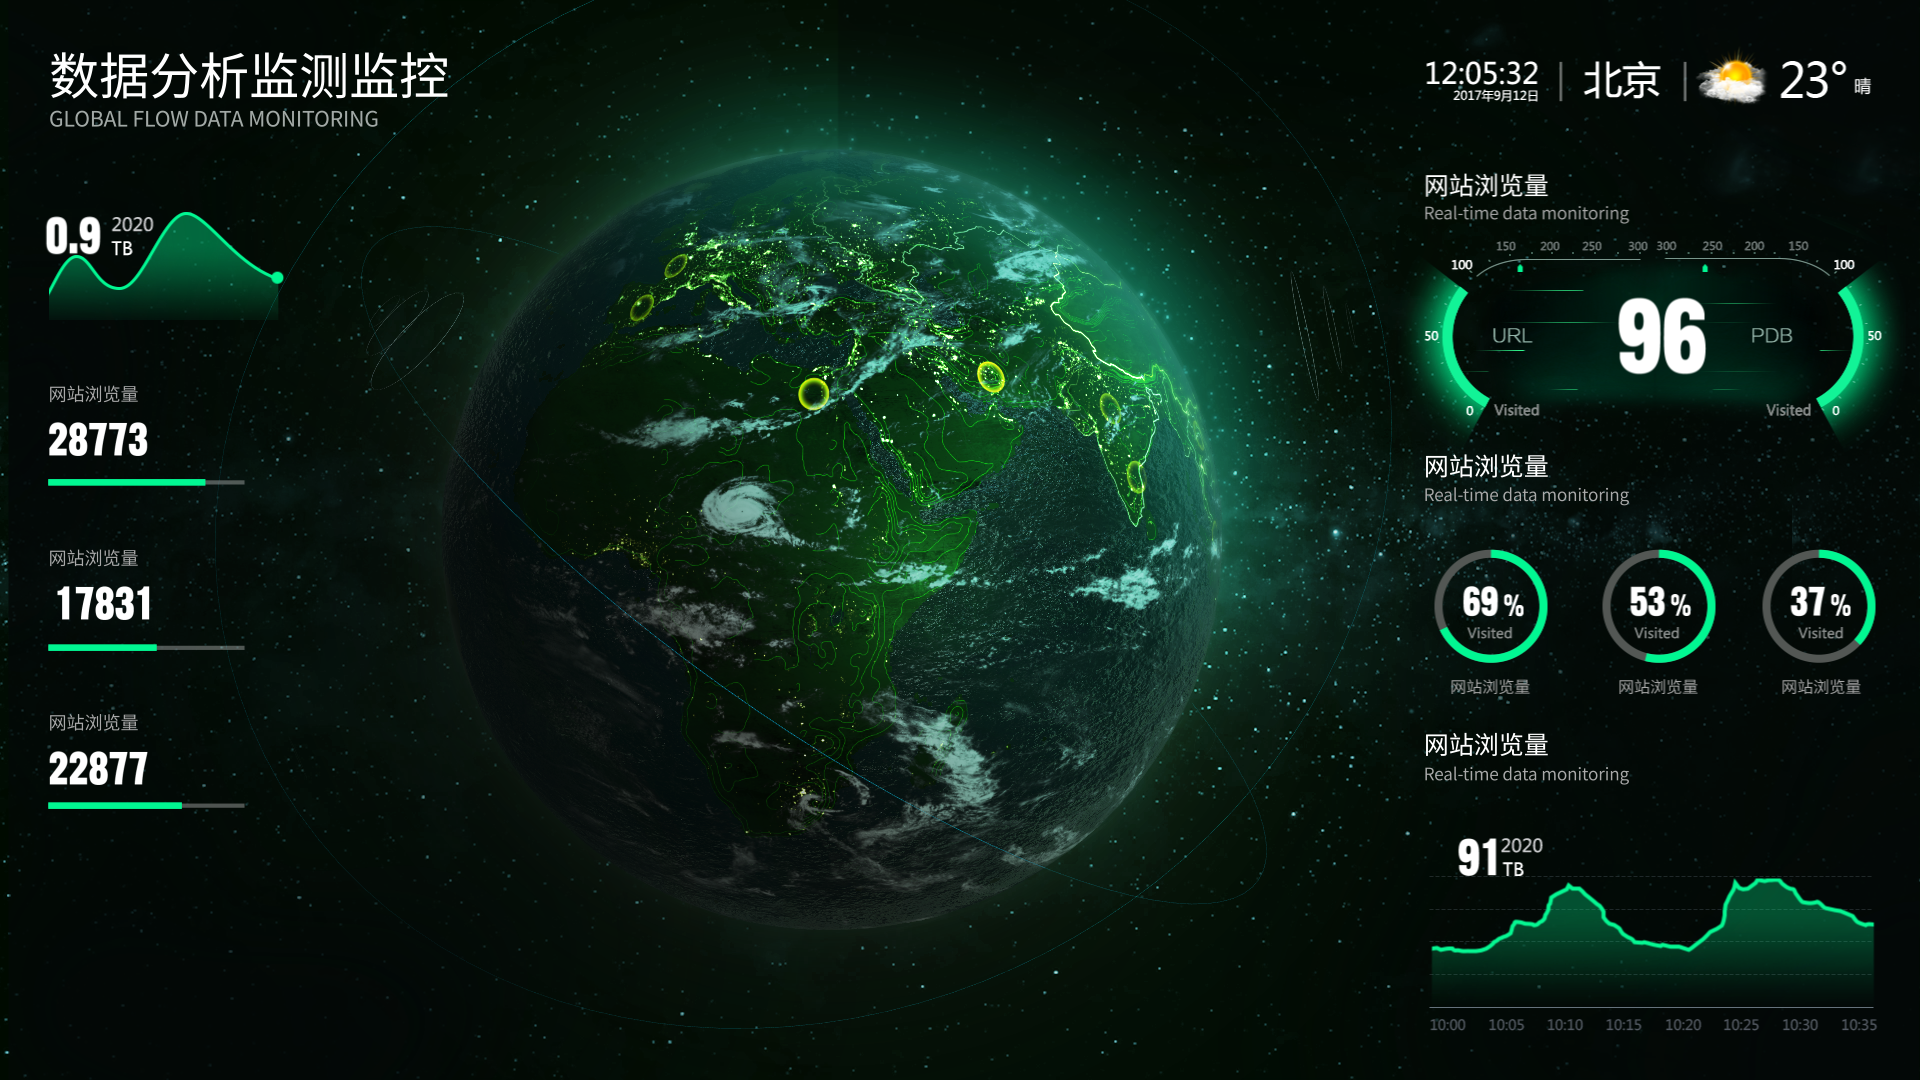 数据分析监测监控
GLOBAL FLOW DATA MONITORING
12:05:32
2017年9月12日
北京
23° 晴
0.9 2020
TB
网站浏览量
28773
网站浏览量
17831
网站浏览量
22877
网站浏览量
Real-time data monitoring
150 200 250 300 300 250 200 150
100 100
50 URL 96 PDB 50
0 Visited Visited 0
网站浏览量
Real-time data monitoring
69% 53% 37%
Visited Visited Visited
网站浏览量 网站浏览量 网站浏览量
网站浏览量
Real-time data monitoring
91 2020
TB
10:00 10:05 10:10 10:15 10:20 10:25 10:30 10:35